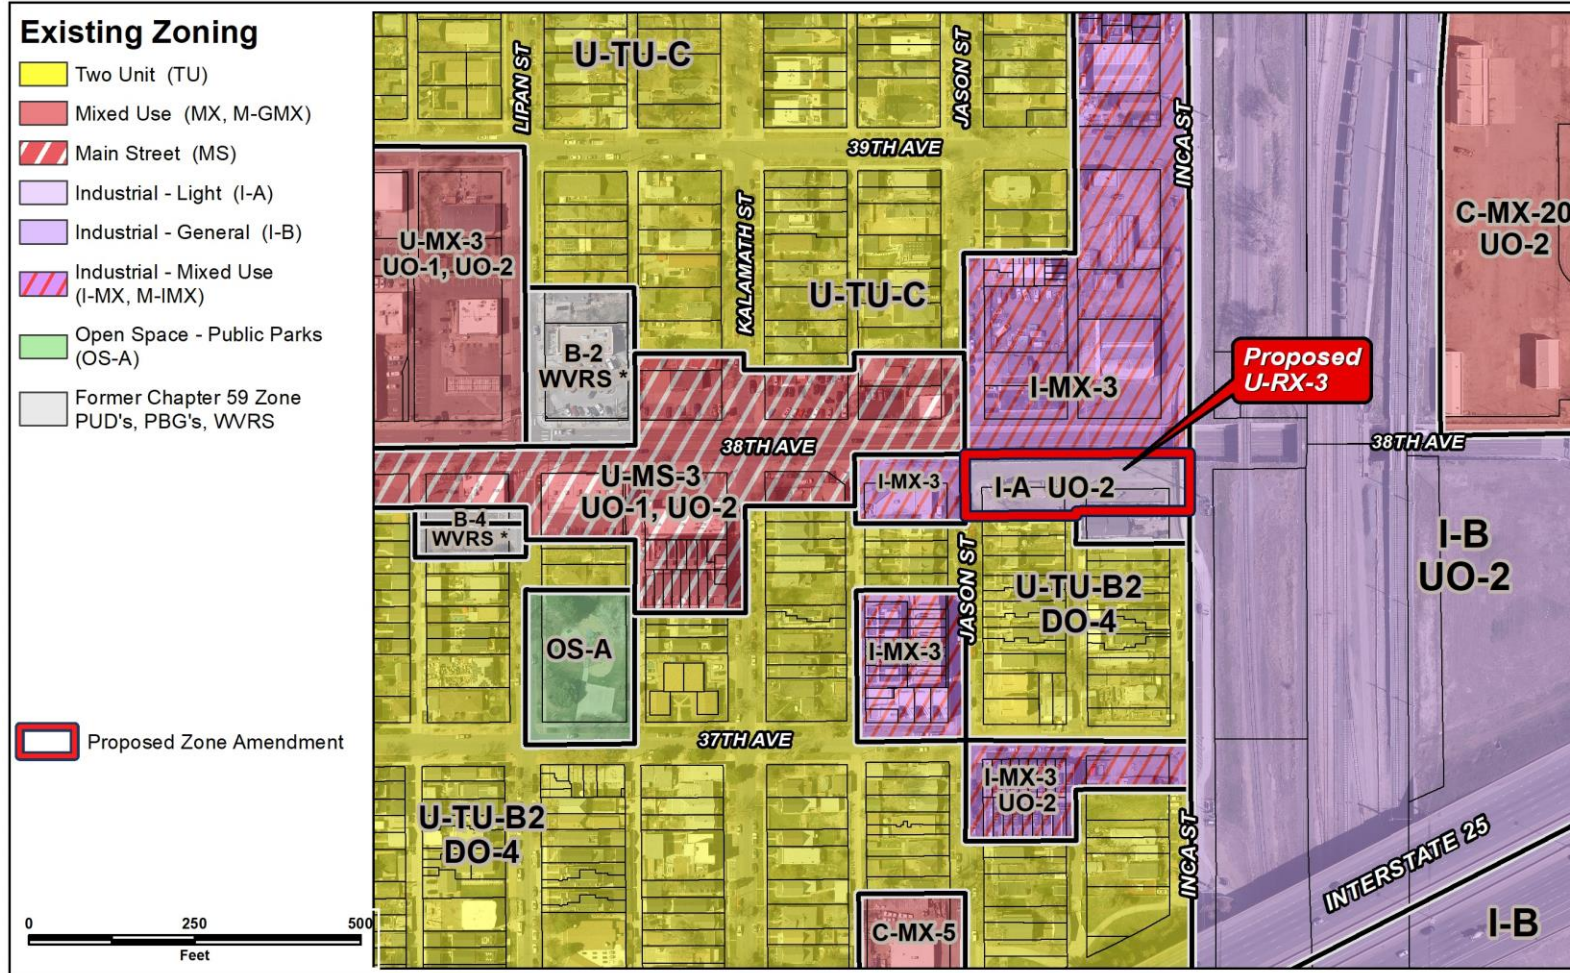 Existing Zoning
Two Unit (TU)
Mixed Use (MX, M-GMX)
Main Street (MS)
Industrial - Light (I-A)
Industrial - General (I-B)
Industrial - Mixed Use
(I-MX, M-IMX)
Open Space - Public Parks
(OS-A)
Former Chapter 59 Zone
PUD's, PBG's, WVRS
Proposed Zone Amendment
0 250 500
Feet
LIPAN ST
U-TU-C
JASON ST
INCA ST
39TH AVE
KALAMATH ST
U-MX-3
UO-1, UO-2
C-MX-20
UO-2
U-TU-C
B-2
WVRS *
I-MX-3
Proposed
U-RX-3
38TH AVE
38TH AVE
U-MS-3
UO-1, UO-2
I-MX-3
I-A UO-2
B-4
WVRS *
I-B
UO-2
JASON ST
U-TU-B2
DO-4
OS-A
I-MX-3
37TH AVE
I-MX-3
UO-2
U-TU-B2
DO-4
INCA ST
INTERSTATE 25
C-MX-5
I-B